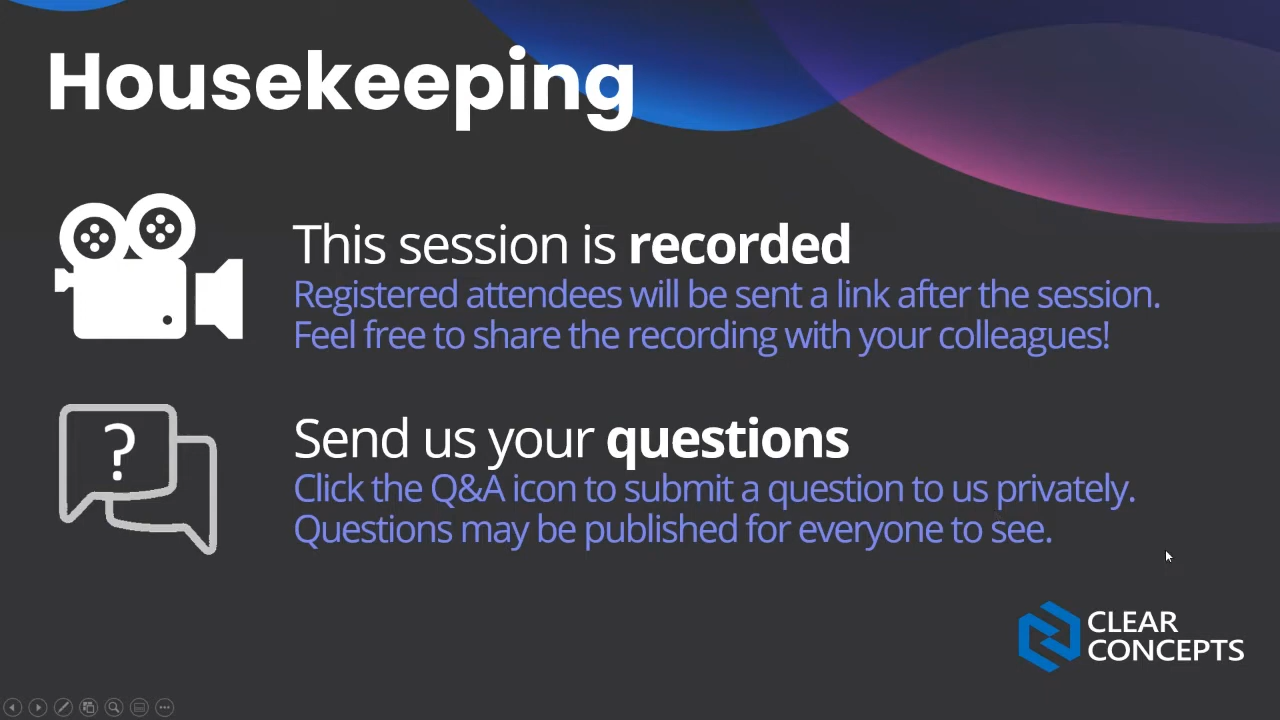 Housekeeping
This session is recorded
Registered attendees will be sent a link after the session.
Feel free to share the recording with your colleagues!
?
Send us your questions
Click the Q&A icon to submit a question to us privately.
Questions may be published for everyone to see.
CLEAR
CONCEPTS